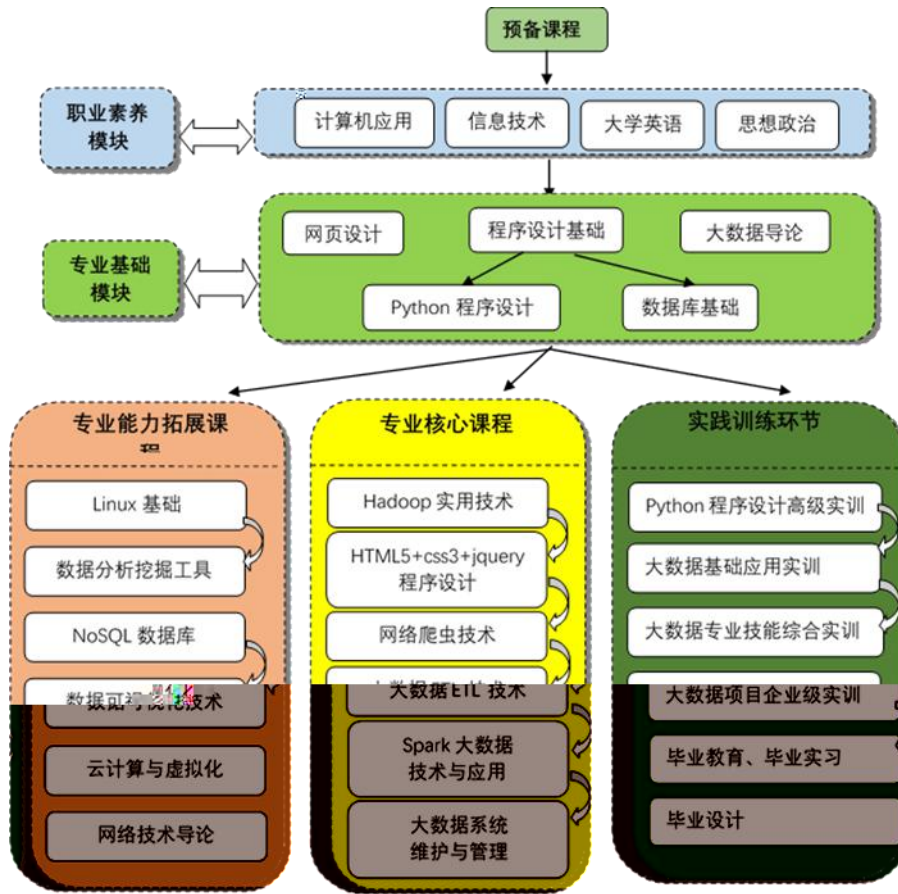 预备课程
职业素养
模块
计算机应用
信息技术
大学英语
思想政治
专业基础
模块
网页设计
程序设计基础
大数据导论
Python 程序设计
数据库基础
专业能力拓展课
程
Linux 基础
数据分析挖掘工具
NoSQL 数据库
数据可视化技术
云计算与虚拟化
网络技术导论
专业核心课程
Hadoop 实用技术
HTML5+css3+jquery
程序设计
网络爬虫技术
大数据 ETL 技术
Spark 大数据
技术与应用
大数据系统
维护与管理
实践训练环节
Python 程序设计高级实训
大数据基础应用实训
大数据专业技能综合实训
大数据项目企业级实训
毕业教育、毕业实习
毕业设计